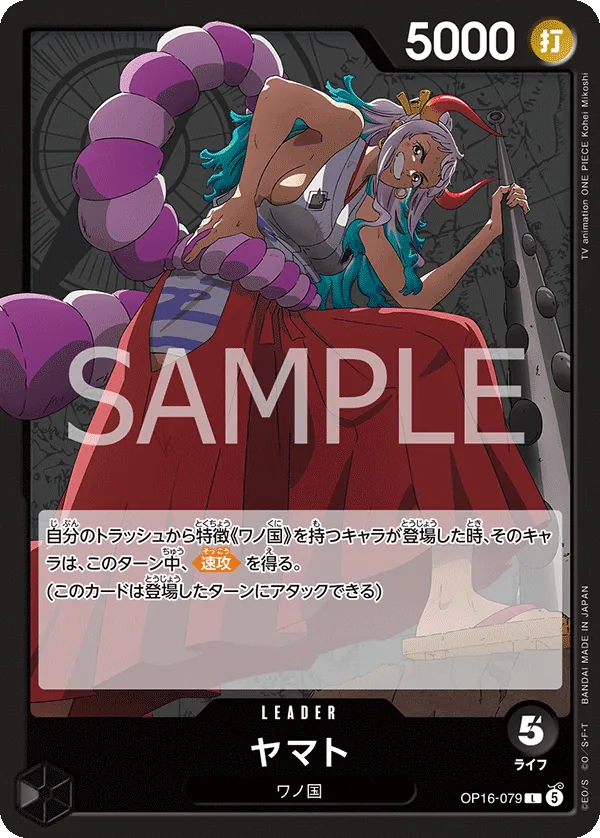 5000
打
TV animation ONE PIECE Kohei Mikoshi
SAMPLE
自分のトラッシュから特徴《ワノ国》を持つキャラが登場した時、そのキャ
ラは、このターン中、速攻を得る。
(このカードは登場したターンにアタックできる)
LEADER
5
ヤマト
ライフ
ワノ国
OP16-079 L 5
©E/S ©O／S・F・T BANDAI MADE IN JAPAN